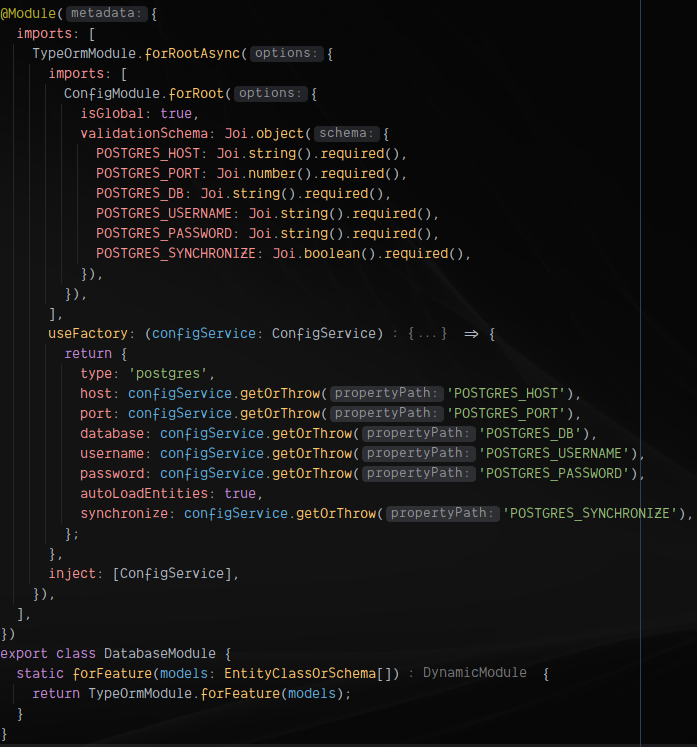 @Module( metadata: {
  imports: [
    TypeOrmModule.forRootAsync( options: {
      imports: [
        ConfigModule.forRoot( options: {
          isGlobal: true,
          validationSchema: Joi.object( schema: {
            POSTGRES_HOST: Joi.string().required(),
            POSTGRES_PORT: Joi.number().required(),
            POSTGRES_DB: Joi.string().required(),
            POSTGRES_USERNAME: Joi.string().required(),
            POSTGRES_PASSWORD: Joi.string().required(),
            POSTGRES_SYNCHRONIZE: Joi.boolean().required(),
          }),
        }),
      ],
      useFactory: (configService: ConfigService) : {...} => {
        return {
          type: 'postgres',
          host: configService.getOrThrow( propertyPath: 'POSTGRES_HOST'),
          port: configService.getOrThrow( propertyPath: 'POSTGRES_PORT'),
          database: configService.getOrThrow( propertyPath: 'POSTGRES_DB'),
          username: configService.getOrThrow( propertyPath: 'POSTGRES_USERNAME'),
          password: configService.getOrThrow( propertyPath: 'POSTGRES_PASSWORD'),
          autoLoadEntities: true,
          synchronize: configService.getOrThrow( propertyPath: 'POSTGRES_SYNCHRONIZE'),
        };
      },
      inject: [ConfigService],
    }),
  ],
})
export class DatabaseModule {
  static forFeature(models: EntityClassOrSchema[]) : DynamicModule {
    return TypeOrmModule.forFeature(models);
  }
}